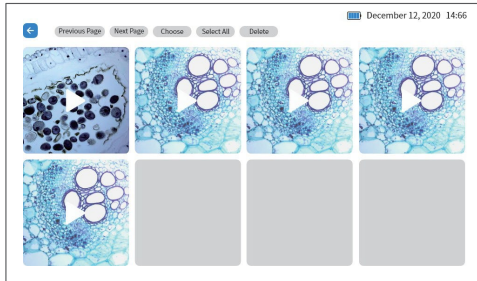 December 12, 2020 14:66
Previous Page Next Page Choose Select All Delete